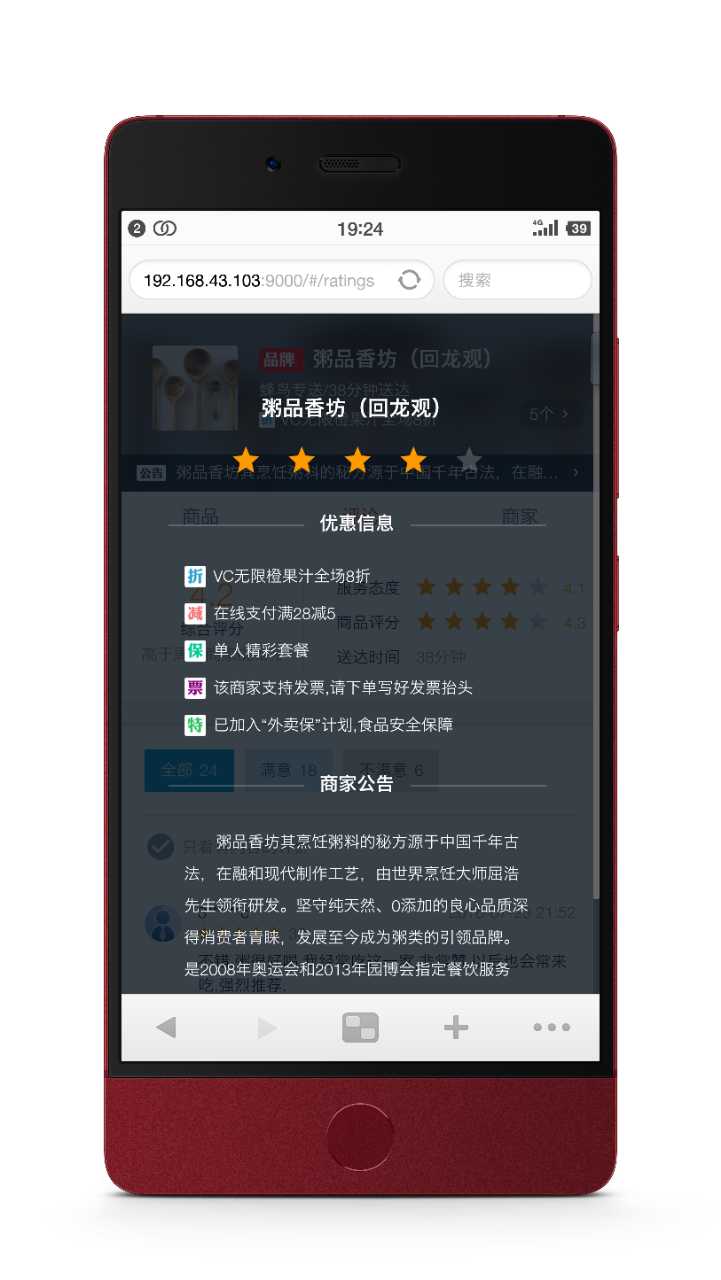 2
19:24
4G
39
192.168.43.103:9000/#/ratings
搜索
品牌 粥品香坊（回龙观）
蜂鸟专送/38分钟送达
粥品香坊（回龙观）
VC无限橙果汁全场8折
5个 >
公告 粥品香坊其烹饪粥料的秘方源于中国千年古法，在融... >
商品 评论 商家
优惠信息
折 VC无限橙果汁全场8折
减 在线支付满28减5
保 单人精彩套餐
票 该商家支持发票,请下单写好发票抬头
特 已加入“外卖保”计划,食品安全保障
4.2
综合评分
服务态度 4.1
商品评分 4.3
送达时间 38分钟
全部 24 满意 18 不满意 6
商家公告
只看
粥品香坊其烹饪粥料的秘方源于中国千年古
法，在融和现代制作工艺，由世界烹饪大师屈浩
先生领衔研发。坚守纯天然、0添加的良心品质深
得消费者青睐，发展至今成为粥类的引领品牌。
是2008年奥运会和2013年园博会指定餐饮服务
21:52
不错,粥很好喝,我经常吃这一家,非常赞,以后也会常来
吃,强烈推荐.